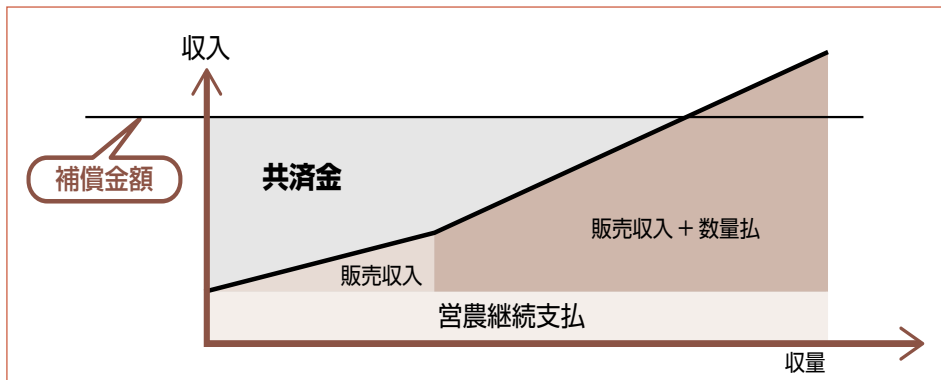 収入
補償金額
共済金
販売収入＋数量払
販売収入
営農継続支払
収量